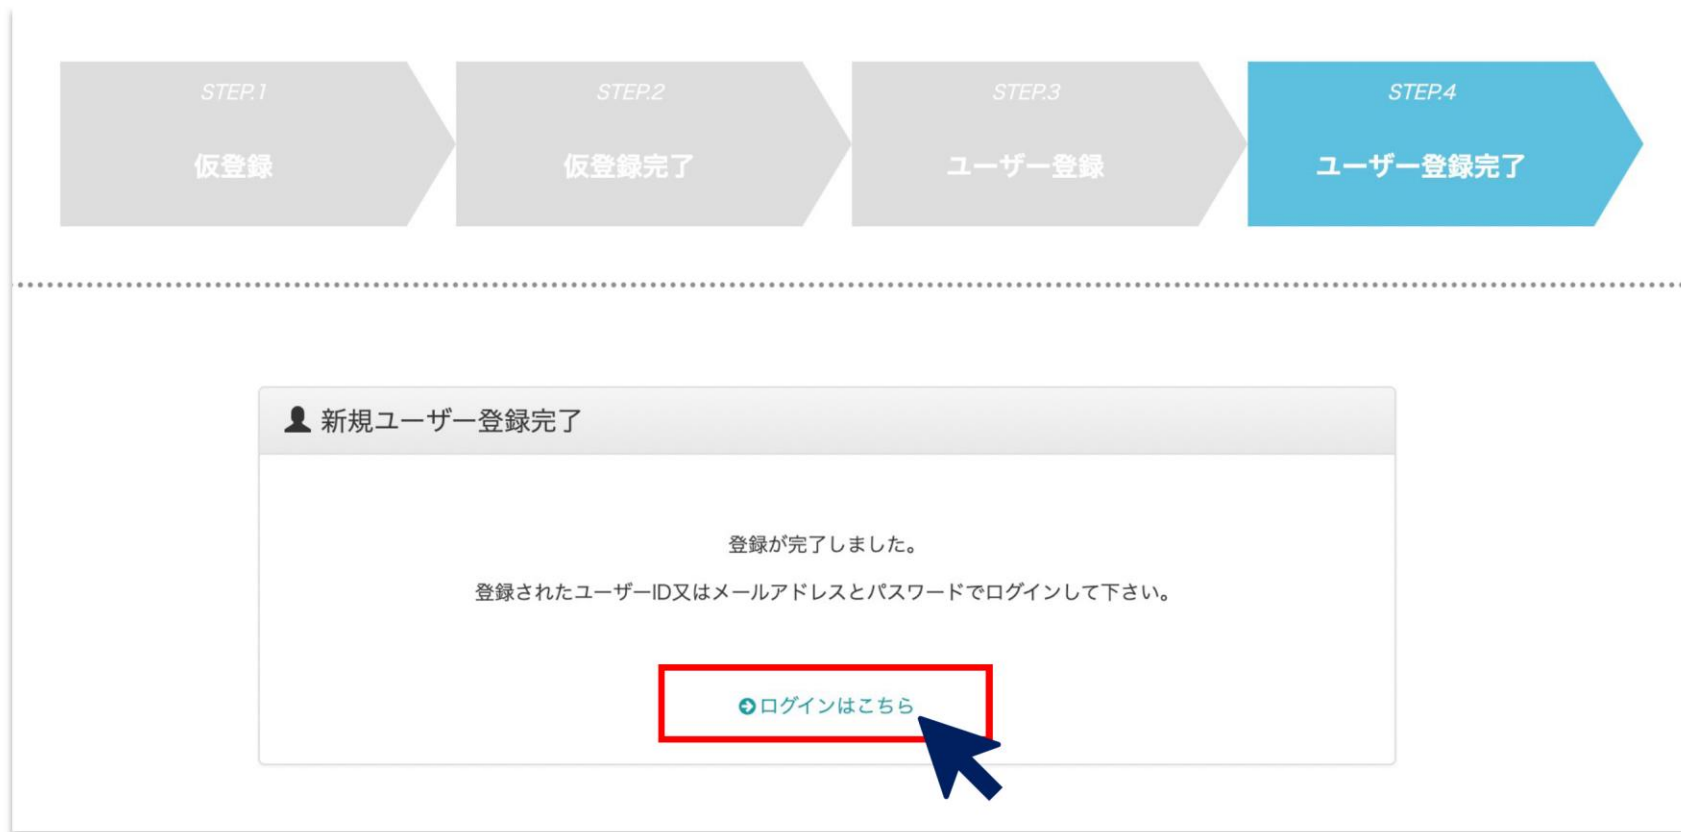 STEP.1
仮登録
STEP.2
仮登録完了
STEP.3
ユーザー登録
STEP.4
ユーザー登録完了
新規ユーザー登録完了
登録が完了しました。
登録されたユーザーID又はメールアドレスとパスワードでログインして下さい。
ログインはこちら